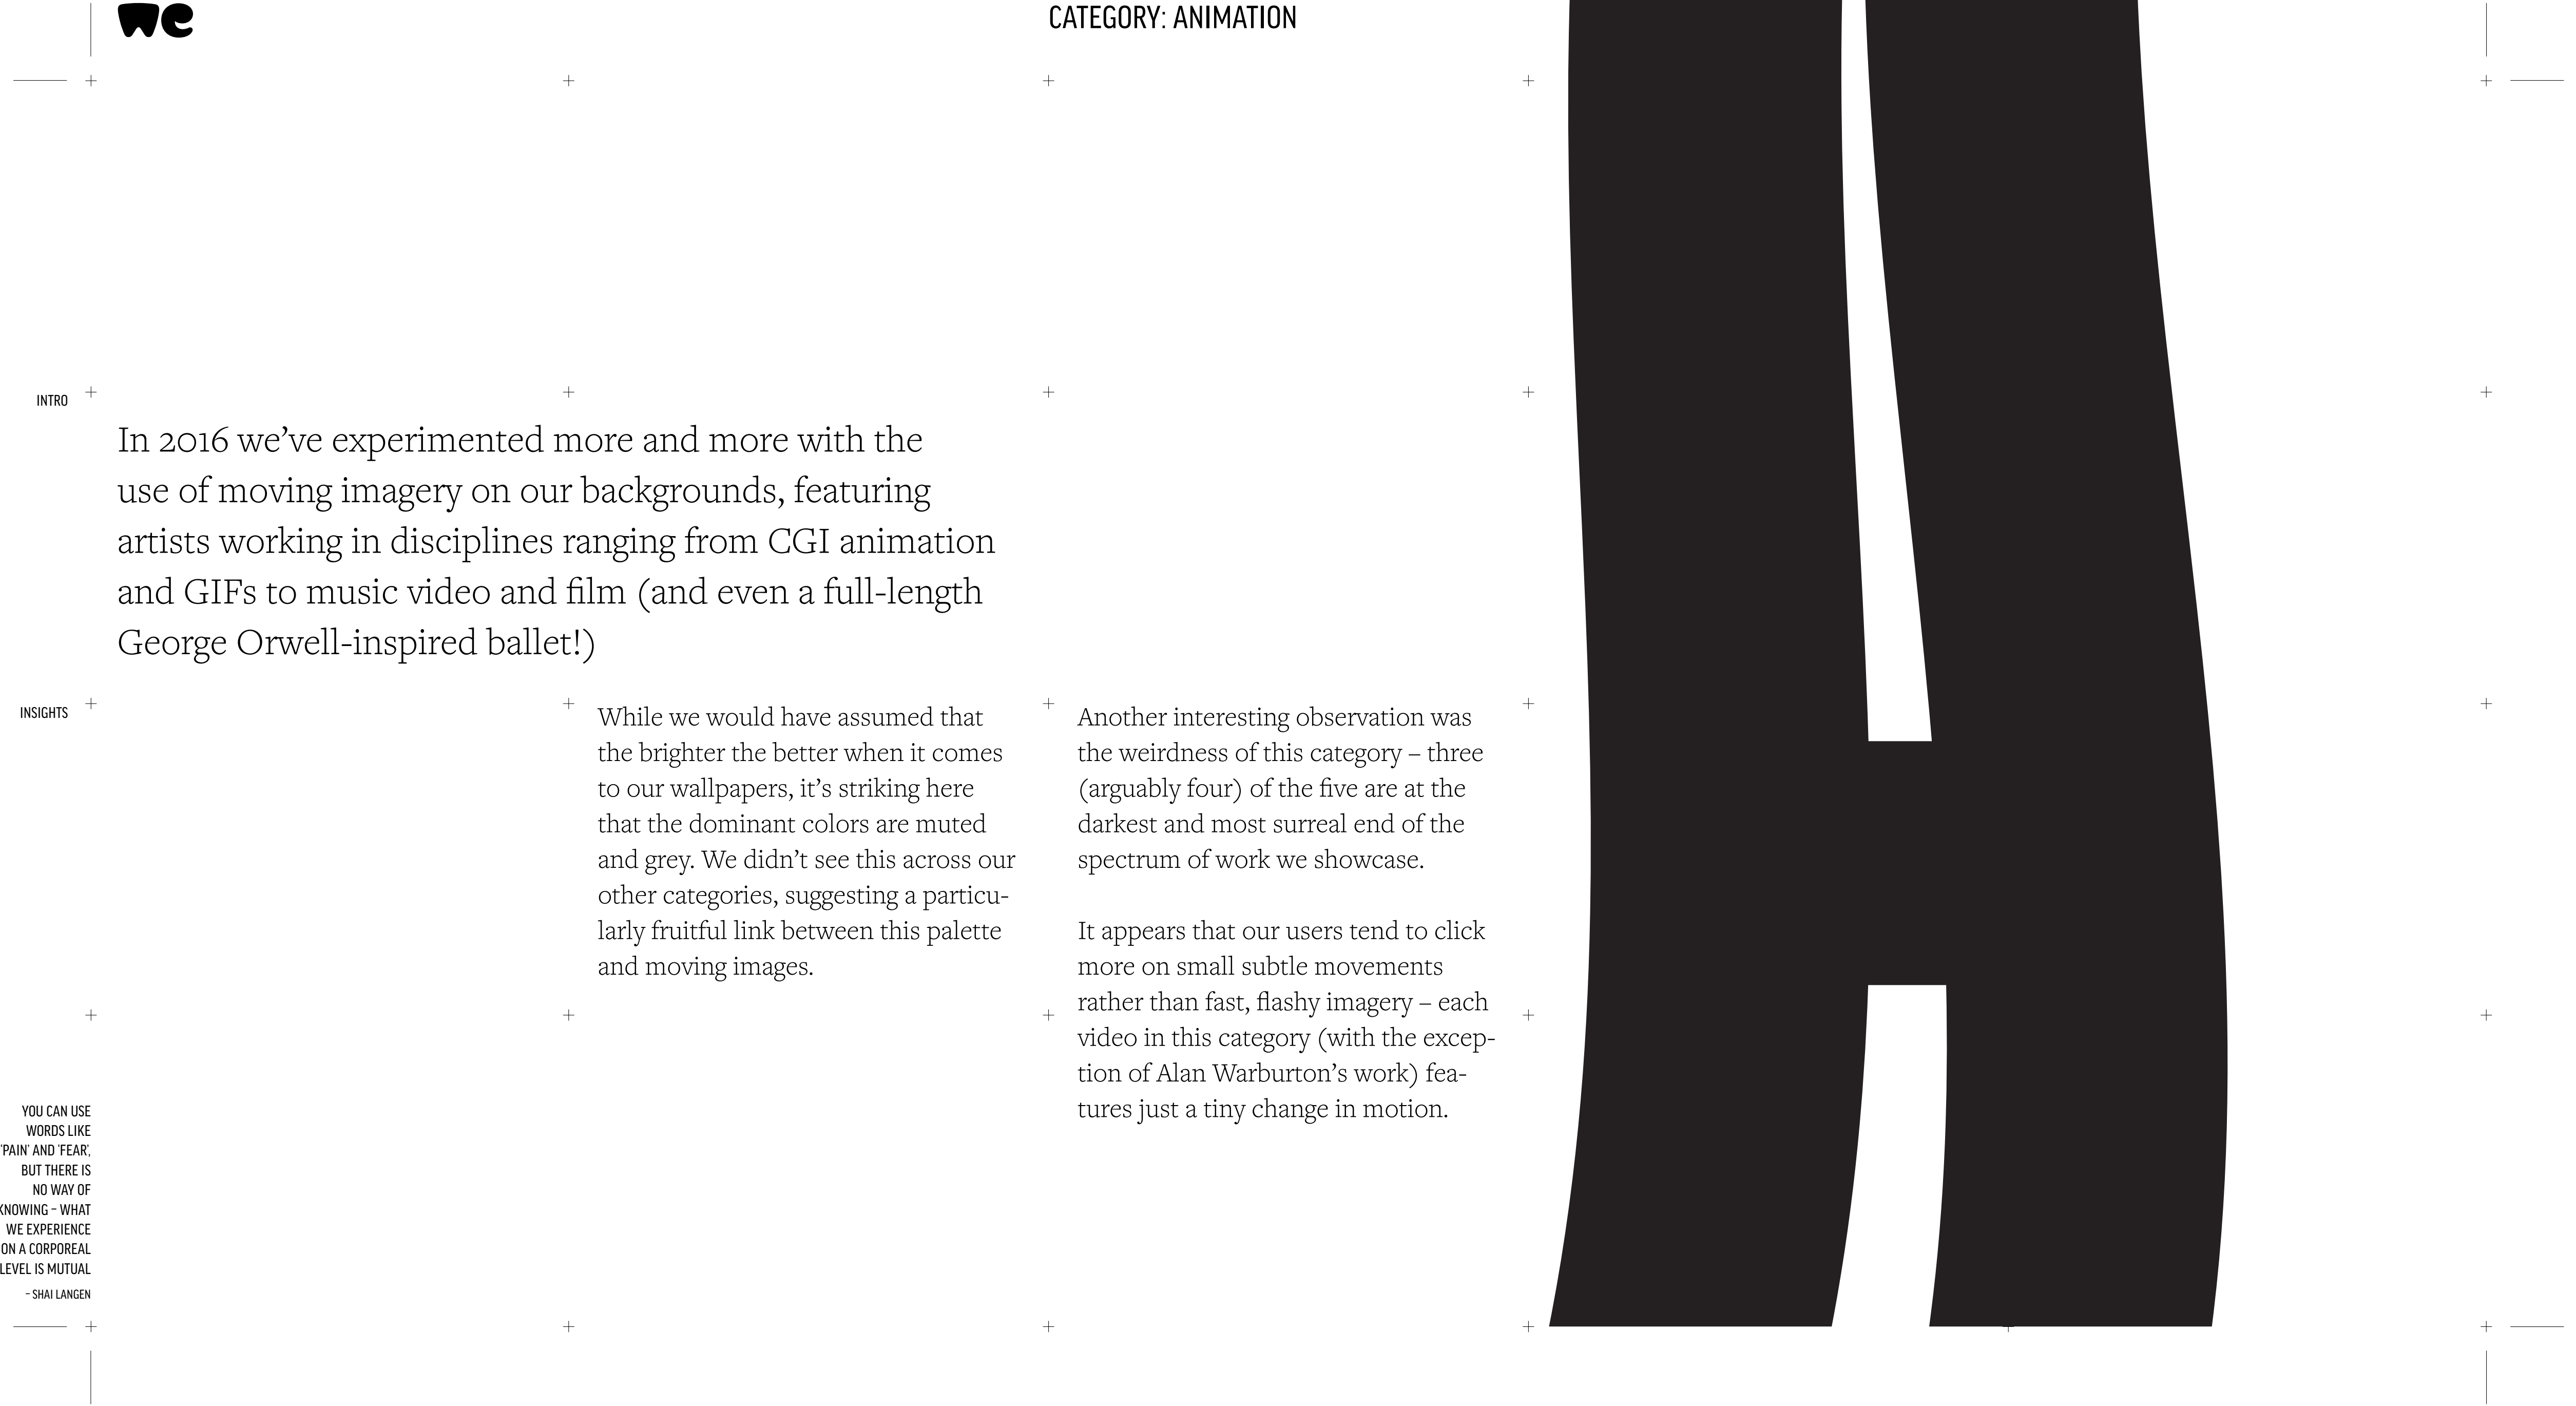 we
CATEGORY: ANIMATION
INTRO
In 2016 we’ve experimented more and more with the
use of moving imagery on our backgrounds, featuring
artists working in disciplines ranging from CGI animation
and GIFs to music video and film (and even a full-length
George Orwell-inspired ballet!)
INSIGHTS
While we would have assumed that
the brighter the better when it comes
to our wallpapers, it’s striking here
that the dominant colors are muted
and grey. We didn’t see this across our
other categories, suggesting a particu-
larly fruitful link between this palette
and moving images.
Another interesting observation was
the weirdness of this category – three
(arguably four) of the five are at the
darkest and most surreal end of the
spectrum of work we showcase.
It appears that our users tend to click
more on small subtle movements
rather than fast, flashy imagery – each
video in this category (with the excep-
tion of Alan Warburton’s work) fea-
tures just a tiny change in motion.
YOU CAN USE
WORDS LIKE
'PAIN' AND 'FEAR',
BUT THERE IS
NO WAY OF
KNOWING – WHAT
WE EXPERIENCE
ON A CORPOREAL
LEVEL IS MUTUAL
– SHAI LANGEN
A